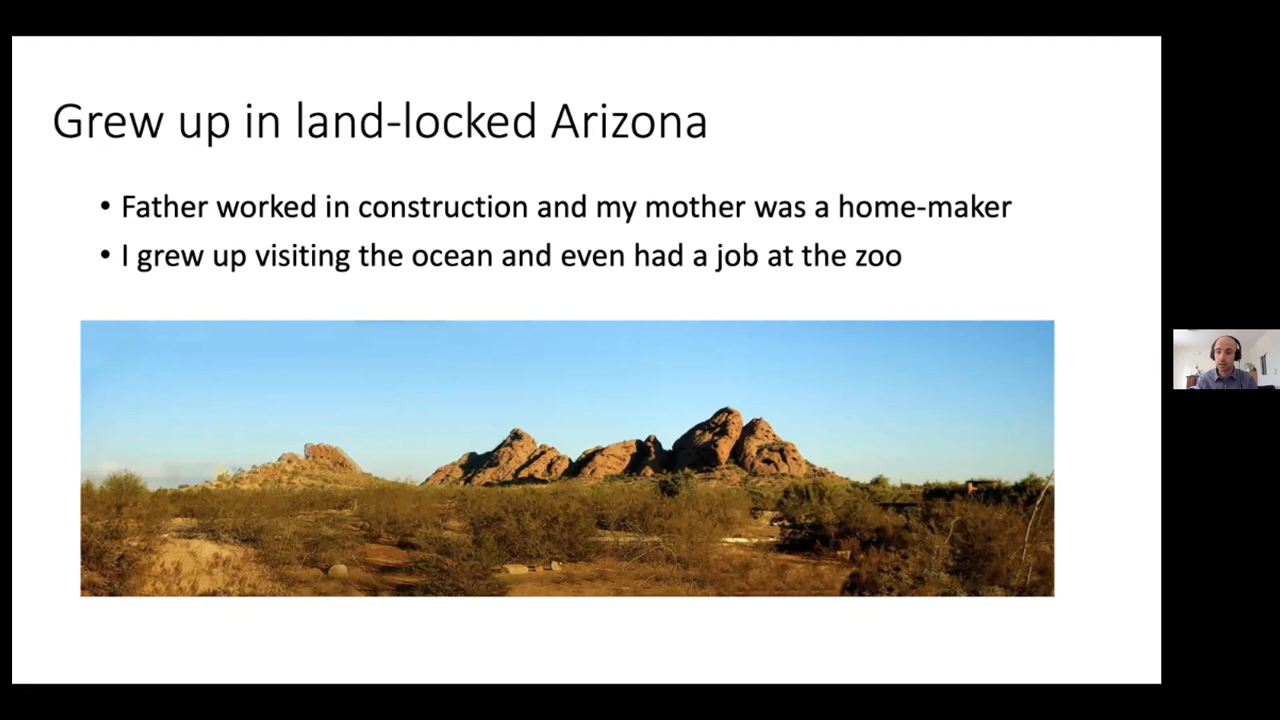 Grew up in land-locked Arizona
• Father worked in construction and my mother was a home-maker
• I grew up visiting the ocean and even had a job at the zoo